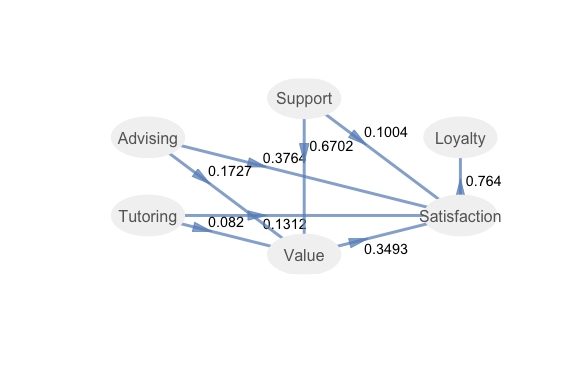 Support
Advising
0.1004
Loyalty
0.6702
0.3764
0.1727
0.764
Tutoring
0.082
0.1312
Satisfaction
Value
0.3493